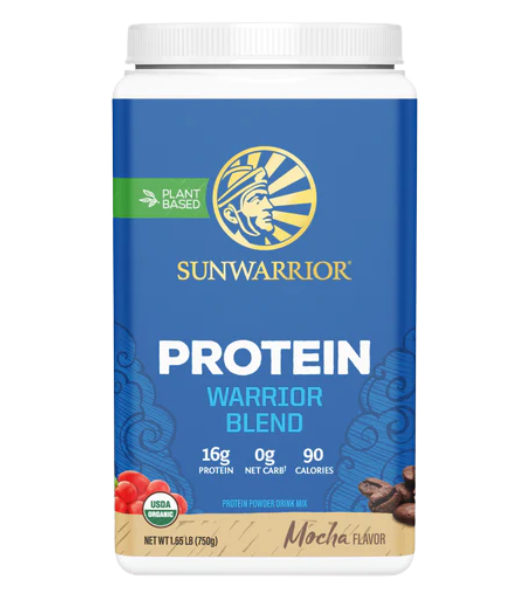 PLANT
BASED
SUNWARRIOR®
PROTEIN
WARRIOR
BLEND
16g PROTEIN
0g NET CARB†
90 CALORIES
PROTEIN POWDER DRINK MIX
USDA
ORGANIC
NET WT 1.65 LB (750g)
Mocha FLAVOR